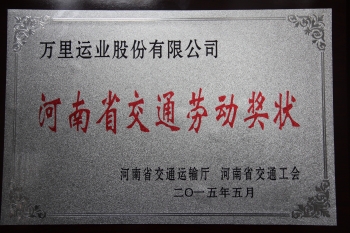 万里运业股份有限公司
河南省交通劳动奖状
河南省交通运输厅 河南省交通工会
二〇一五年五月